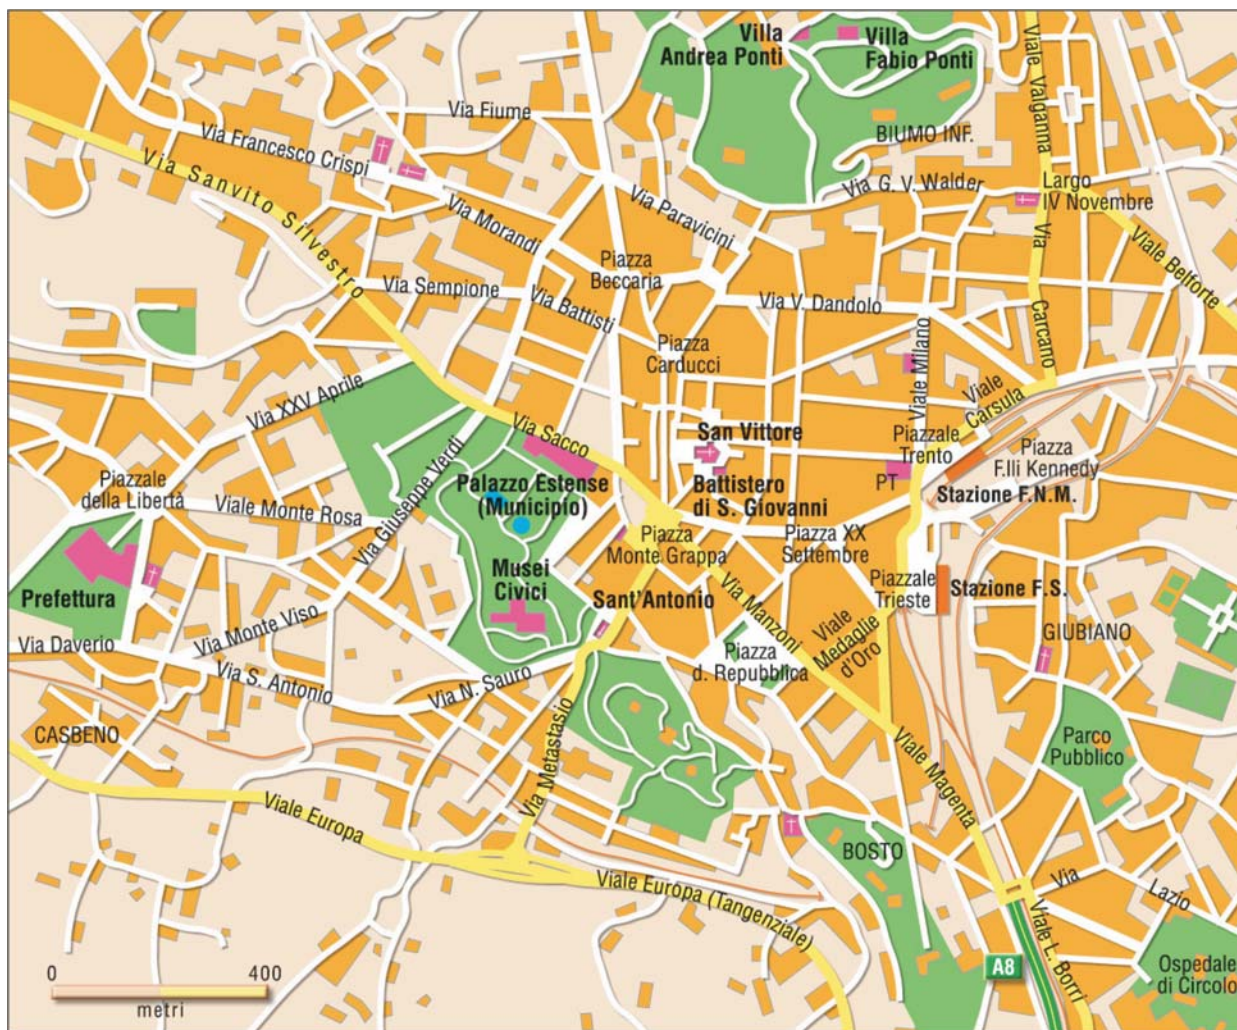 Villa
Andrea Ponti
Villa
Fabio Ponti
Viale Valganna
Via Fiume
BIUMO INF.
Via Francesco Crispi
Via Sanvito Silvestro
Via G. V. Walder
Largo
IV Novembre
Via Morandi
Via Paravicini
Viale Belforte
Piazza
Beccaria
Via Sempione
Via Battisti
Via V. Dandolo
Via Carcano
Piazza
Carducci
Viale Milano
Viale
Carsula
Via XXV Aprile
Via Sacco
San Vittore
Piazzale
Trento
Piazza
F.lli Kennedy
Piazzale
della Libertà
Via Giuseppe Verdi
Palazzo Estense
(Municipio)
Battistero
di S. Giovanni
PT
Stazione F.N.M.
Viale Monte Rosa
Piazza
Monte Grappa
Piazza XX
Settembre
Musei
Civici
Prefettura
Sant'Antonio
Via Manzoni
Piazzale
Trieste
Stazione F.S.
Via Daverio
Via Monte Viso
Viale
Medaglie
d'Oro
GIUBIANO
Via S. Antonio
Via N. Sauro
Piazza
d. Repubblica
CASBENO
Via Metastasio
Viale Magenta
Parco
Pubblico
Viale Europa
BOSTO
Viale Europa (Tangenziale)
Via Lazio
Viale L. Borri
A8
Ospedale
di Circolo
0 400
metri